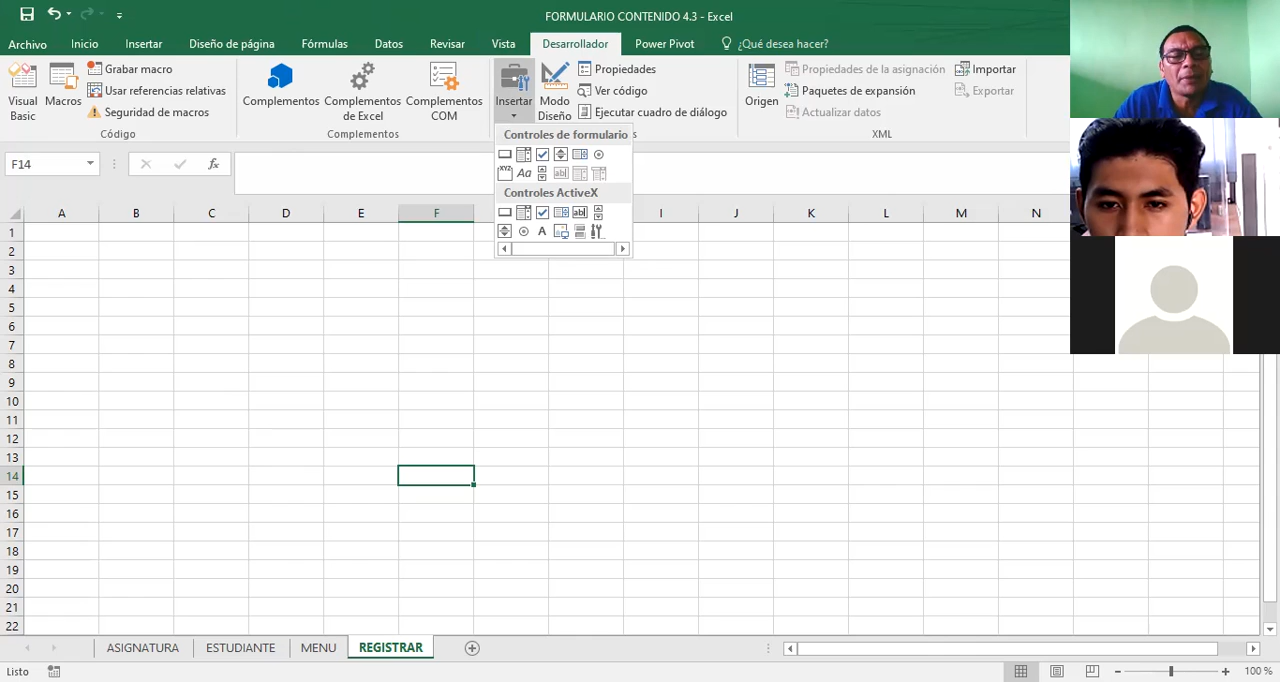 FORMULARIO CONTENIDO 4.3 - Excel
Archivo Inicio Insertar Diseño de página Fórmulas Datos Revisar Vista Desarrollador Power Pivot ¿Qué desea hacer?
Visual Basic
Macros
Grabar macro
Usar referencias relativas
Seguridad de macros
Código
Complementos
Complementos de Excel
Complementos COM
Complementos
Insertar
Modo Diseño
Propiedades
Ver código
Ejecutar cuadro de diálogo
Origen
Propiedades de la asignación
Paquetes de expansión
Actualizar datos
Importar
Exportar
XML
Controles de formulario
XYZ Aa ab|
Controles ActiveX
ab|
A
F14
fx
A B C D E F I J K L M N
1
2
3
4
5
6
7
8
9
10
11
12
13
14
15
16
17
18
19
20
21
22
ASIGNATURA ESTUDIANTE MENU REGISTRAR
Listo
100 %